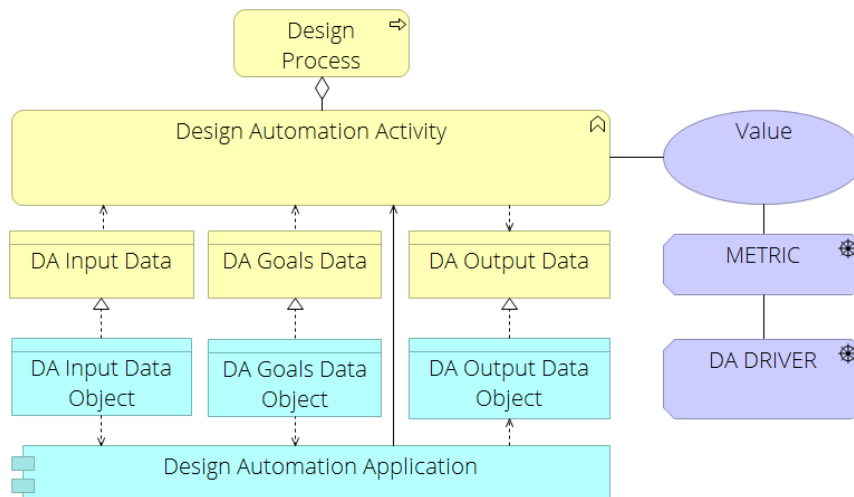 Design
Process
Design Automation Activity
Value
DA Input Data
DA Goals Data
DA Output Data
METRIC
DA Input Data
Object
DA Goals Data
Object
DA Output Data
Object
DA DRIVER
Design Automation Application